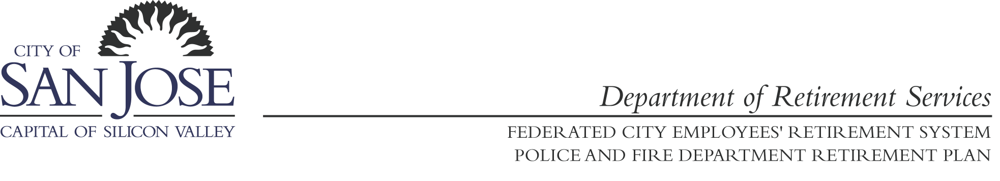 CITY OF
SAN JOSE
CAPITAL OF SILICON VALLEY
Department of Retirement Services
FEDERATED CITY EMPLOYEES' RETIREMENT SYSTEM
POLICE AND FIRE DEPARTMENT RETIREMENT PLAN